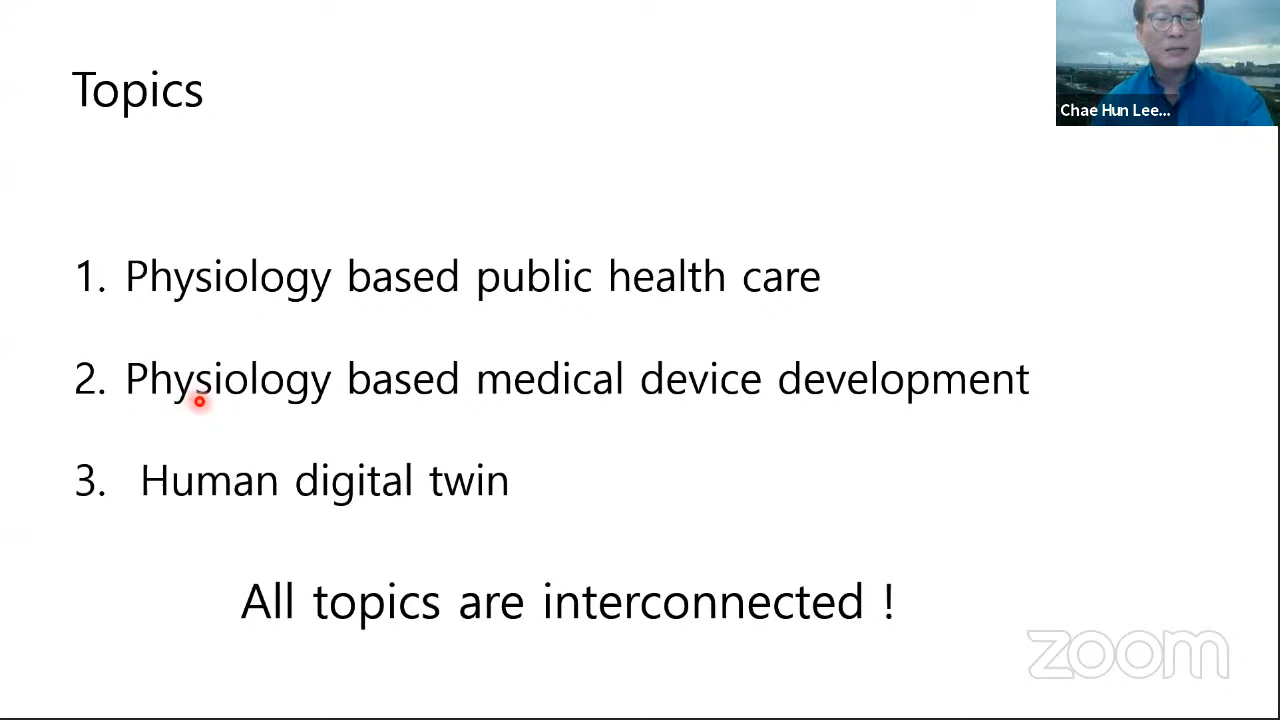 Topics
Chae Hun Lee...
1. Physiology based public health care
2. Physiology based medical device development
3. Human digital twin
All topics are interconnected !
zoom